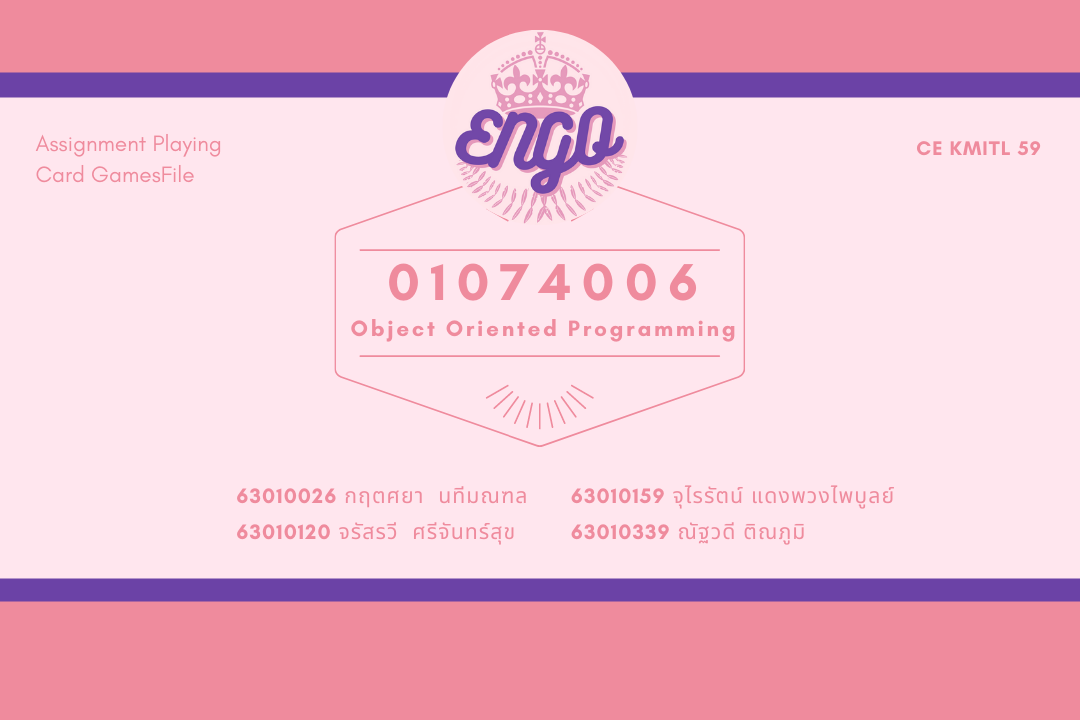 ENGO
Assignment Playing
Card GamesFile
CE KMITL 59
01074006
Object Oriented Programming
63010026 กฤตศยา นทีมณฑล
63010159 จุไรรัตน์ แดงพวงไพบูลย์
63010120 จรัสรวี ศรีจันทร์สุข
63010339 ณัฐวดี ติณภูมิ